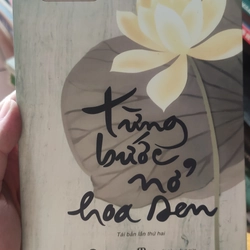 từng
bước
nở
hoa sen
Tái bản lần thứ hai